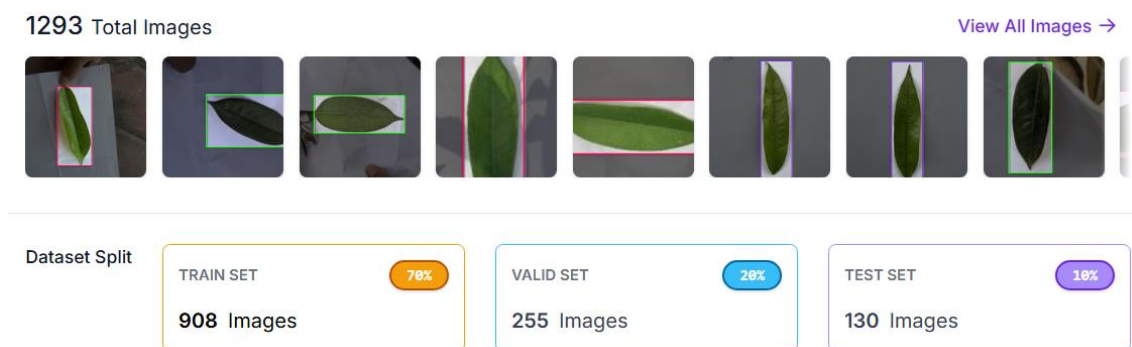 1293 Total Images
View All Images →
Dataset Split
TRAIN SET 70%
908 Images
VALID SET 20%
255 Images
TEST SET 10%
130 Images